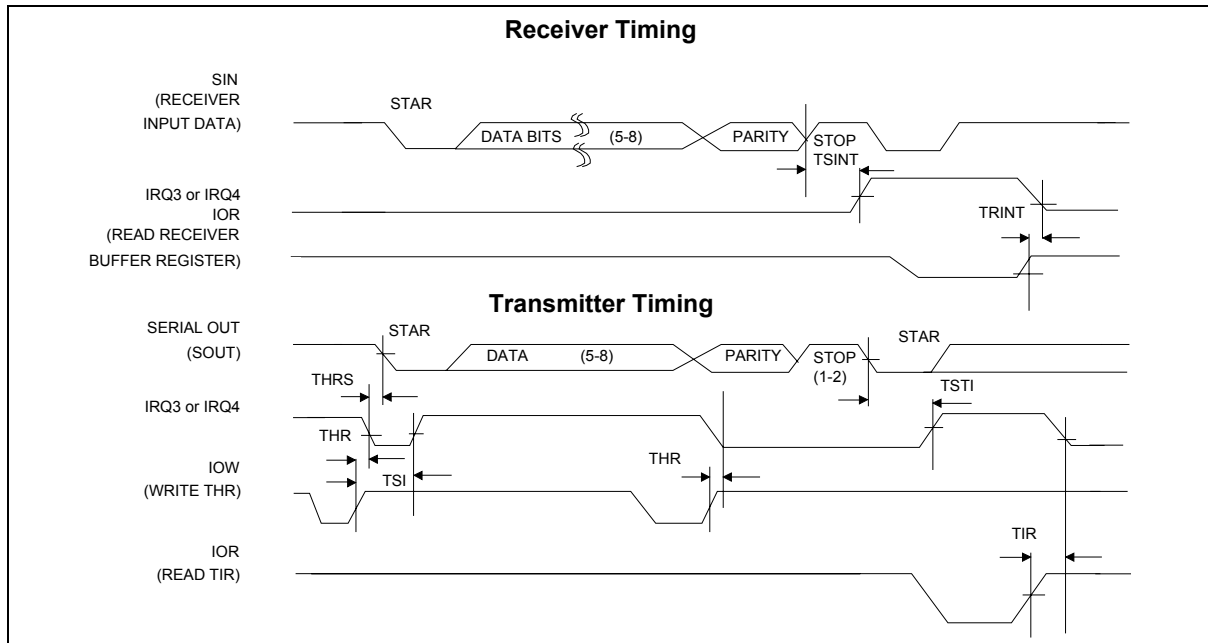 Receiver Timing
SIN
(RECEIVER
INPUT DATA)
STAR
DATA BITS (5-8)
PARITY
STOP
TSINT
IRQ3 or IRQ4
IOR
(READ RECEIVER
BUFFER REGISTER)
TRINT
Transmitter Timing
SERIAL OUT
(SOUT)
STAR
DATA (5-8)
PARITY
STOP
(1-2)
STAR
THRS
TSTI
IRQ3 or IRQ4
THR
THR
IOW
(WRITE THR)
TSI
IOR
(READ TIR)
TIR